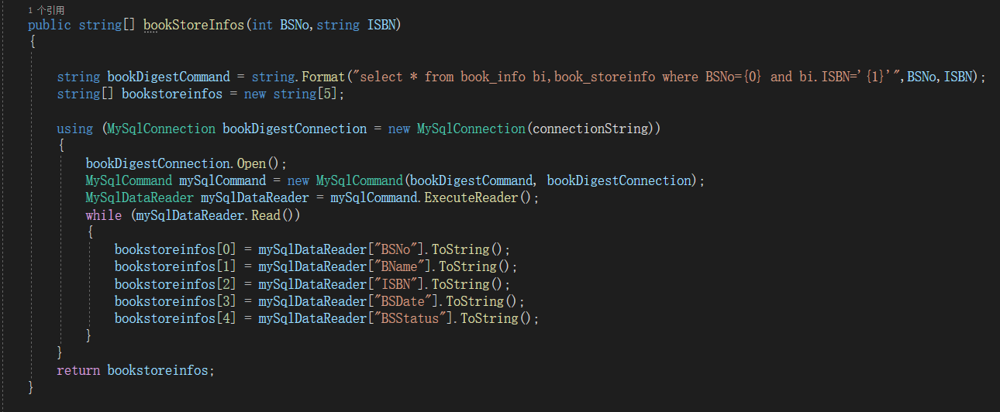 1 个引用
public string[] bookStoreInfos(int BSNo,string ISBN)
{
string bookDigestCommand = string.Format("select * from book_info bi,book_storeinfo where BSNo={0} and bi.ISBN='{1}'",BSNo,ISBN);
string[] bookstoreinfos = new string[5];
using (MySqlConnection bookDigestConnection = new MySqlConnection(connectionString))
{
bookDigestConnection.Open();
MySqlCommand mySqlCommand = new MySqlCommand(bookDigestCommand, bookDigestConnection);
MySqlDataReader mySqlDataReader = mySqlCommand.ExecuteReader();
while (mySqlDataReader.Read())
{
bookstoreinfos[0] = mySqlDataReader["BSNo"].ToString();
bookstoreinfos[1] = mySqlDataReader["BName"].ToString();
bookstoreinfos[2] = mySqlDataReader["ISBN"].ToString();
bookstoreinfos[3] = mySqlDataReader["BSDate"].ToString();
bookstoreinfos[4] = mySqlDataReader["BSStatus"].ToString();
}
}
return bookstoreinfos;
}